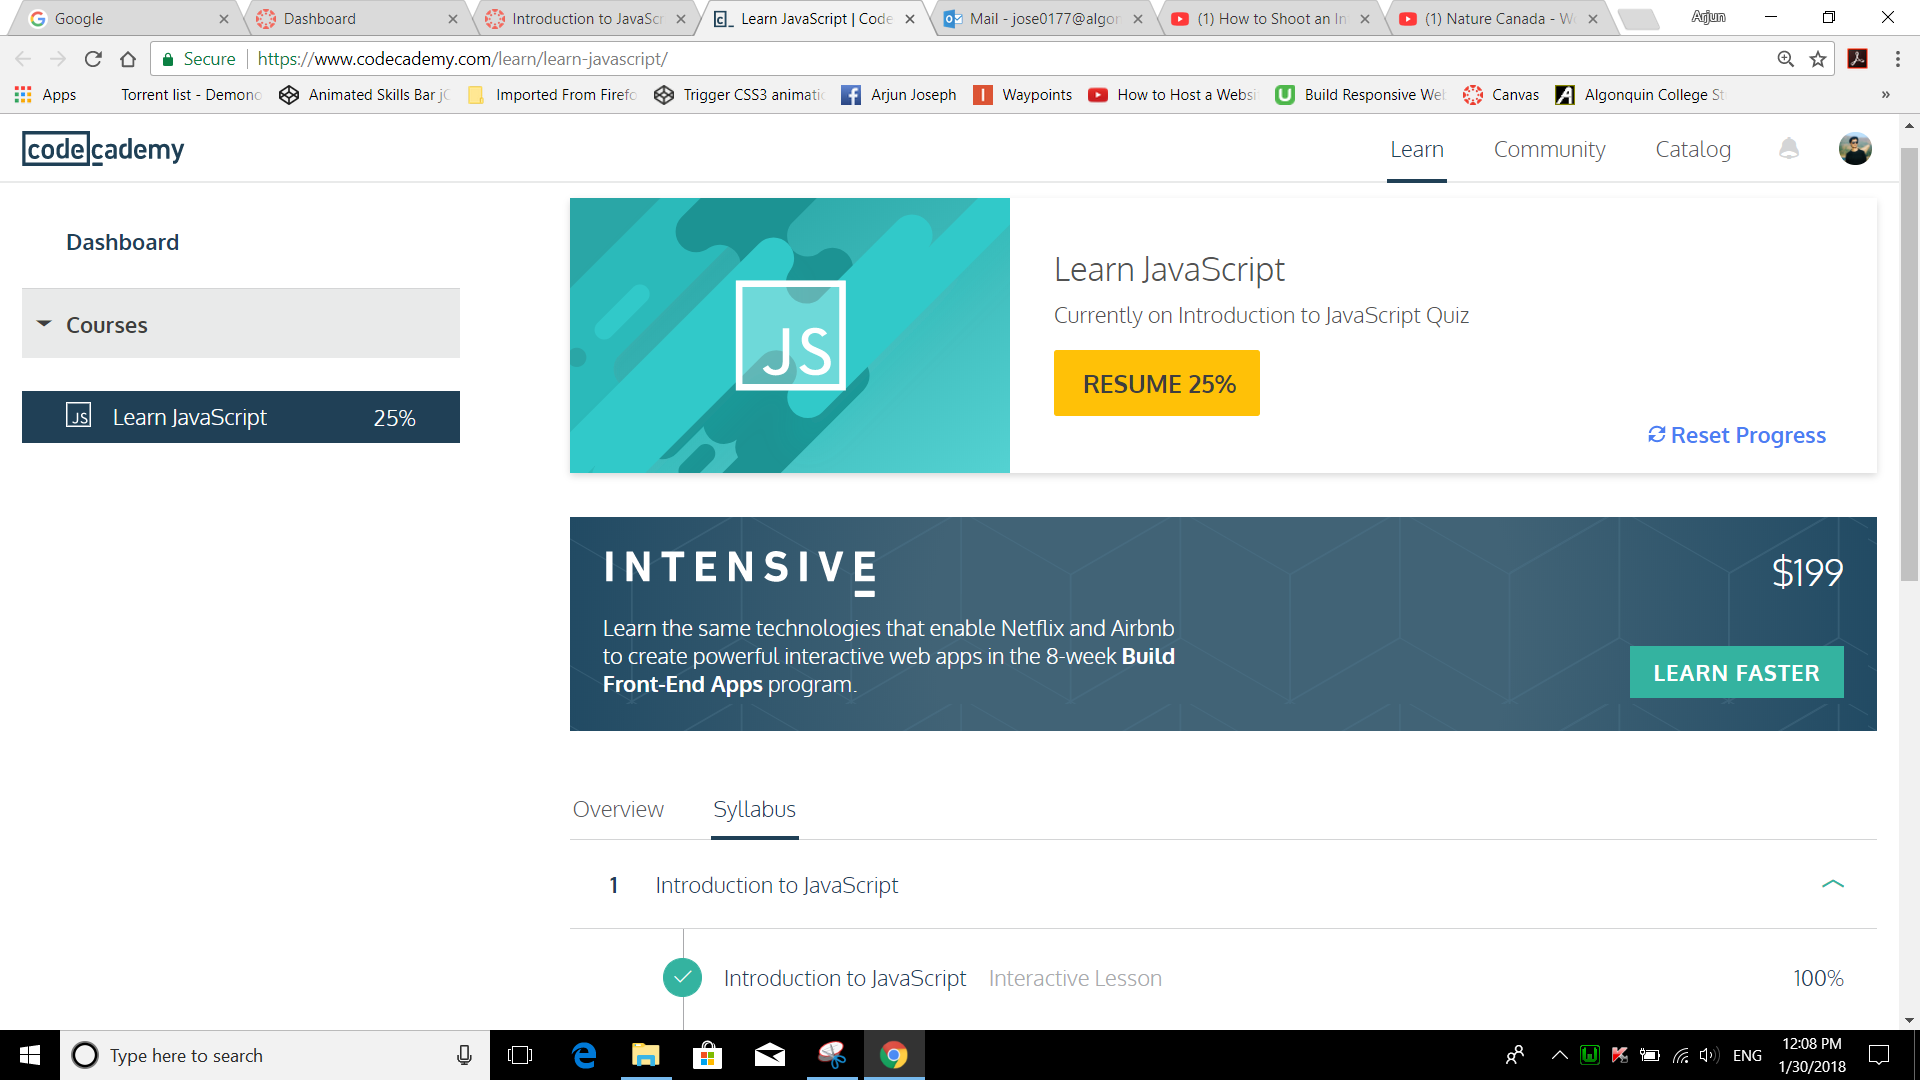 Google
Dashboard
Introduction to JavaScr
Learn JavaScript | Code
Mail - jose0177@algon
(1) How to Shoot an In
(1) Nature Canada - W
Arjun
Secure
https://www.codecademy.com/learn/learn-javascript/
Apps
Torrent list - Demono
Animated Skills Bar jC
Imported From Firefo
Trigger CSS3 animati
Arjun Joseph
Waypoints
How to Host a Websi
Build Responsive Web
Canvas
Algonquin College St
»
codecademy
Learn
Community
Catalog
Dashboard
Courses
JS Learn JavaScript 25%
JS
Learn JavaScript
Currently on Introduction to JavaScript Quiz
RESUME 25%
Reset Progress
INTENSIVE
$199
Learn the same technologies that enable Netflix and Airbnb
to create powerful interactive web apps in the 8-week Build
Front-End Apps program.
LEARN FASTER
Overview
Syllabus
1 Introduction to JavaScript
Introduction to JavaScript Interactive Lesson 100%
Type here to search
ENG
12:08 PM
1/30/2018